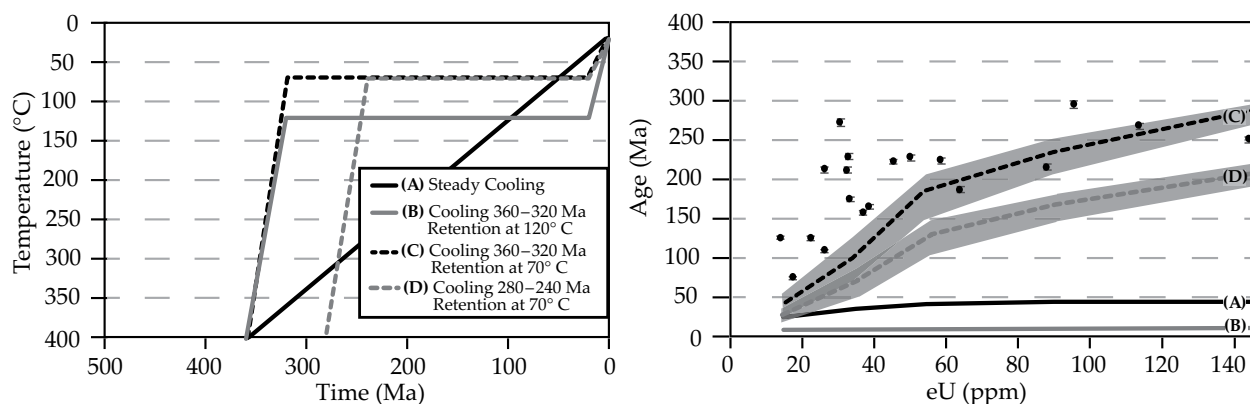 Temperature (°C)
0
50
100
150
200
250
300
350
400
500
400
300
200
100
0
Time (Ma)
(A) Steady Cooling
(B) Cooling 360–320 Ma
Retention at 120° C
(C) Cooling 360–320 Ma
Retention at 70° C
(D) Cooling 280–240 Ma
Retention at 70° C
Age (Ma)
400
350
300
250
200
150
100
50
0
0
20
40
60
80
100
120
140
eU (ppm)
(C)
(D)
(A)
(B)